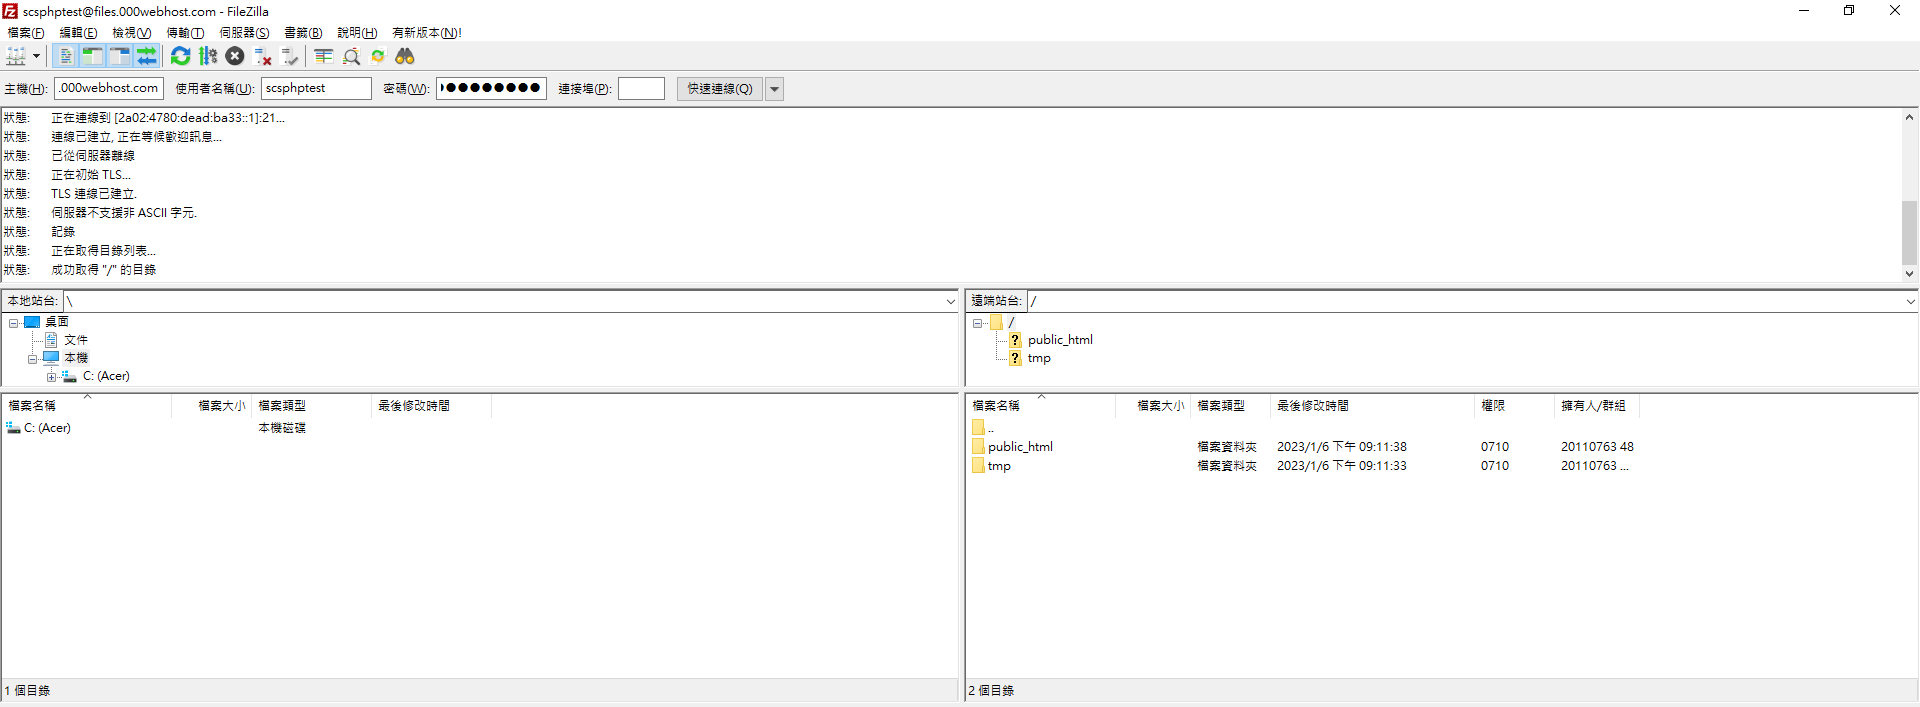 scsphptest@files.000webhost.com - FileZilla
檔案(F) 編輯(E) 檢視(V) 傳輸(T) 伺服器(S) 書籤(B) 說明(H) 有新版本(N)!
主機(H): .000webhost.com 使用者名稱(U): scsphptest 密碼(W): ●●●●●●●●● 連接埠(P): 快速連線(Q)
狀態: 正在連線到 [2a02:4780:dead:ba33::1]:21...
狀態: 連線已建立, 正在等候歡迎訊息...
狀態: 已從伺服器離線
狀態: 正在初始 TLS...
狀態: TLS 連線已建立.
狀態: 伺服器不支援非 ASCII 字元.
狀態: 記錄
狀態: 正在取得目錄列表...
狀態: 成功取得 "/" 的目錄
本地站台: \
桌面
文件
本機
C: (Acer)
遠端站台: /
/
public_html
tmp
檔案名稱 檔案大小 檔案類型 最後修改時間
C: (Acer) 本機磁碟
1 個目錄
檔案名稱 檔案大小 檔案類型 最後修改時間 權限 擁有人/群組
..
public_html 檔案資料夾 2023/1/6 下午 09:11:38 0710 20110763 48
tmp 檔案資料夾 2023/1/6 下午 09:11:33 0710 20110763 ...
2 個目錄